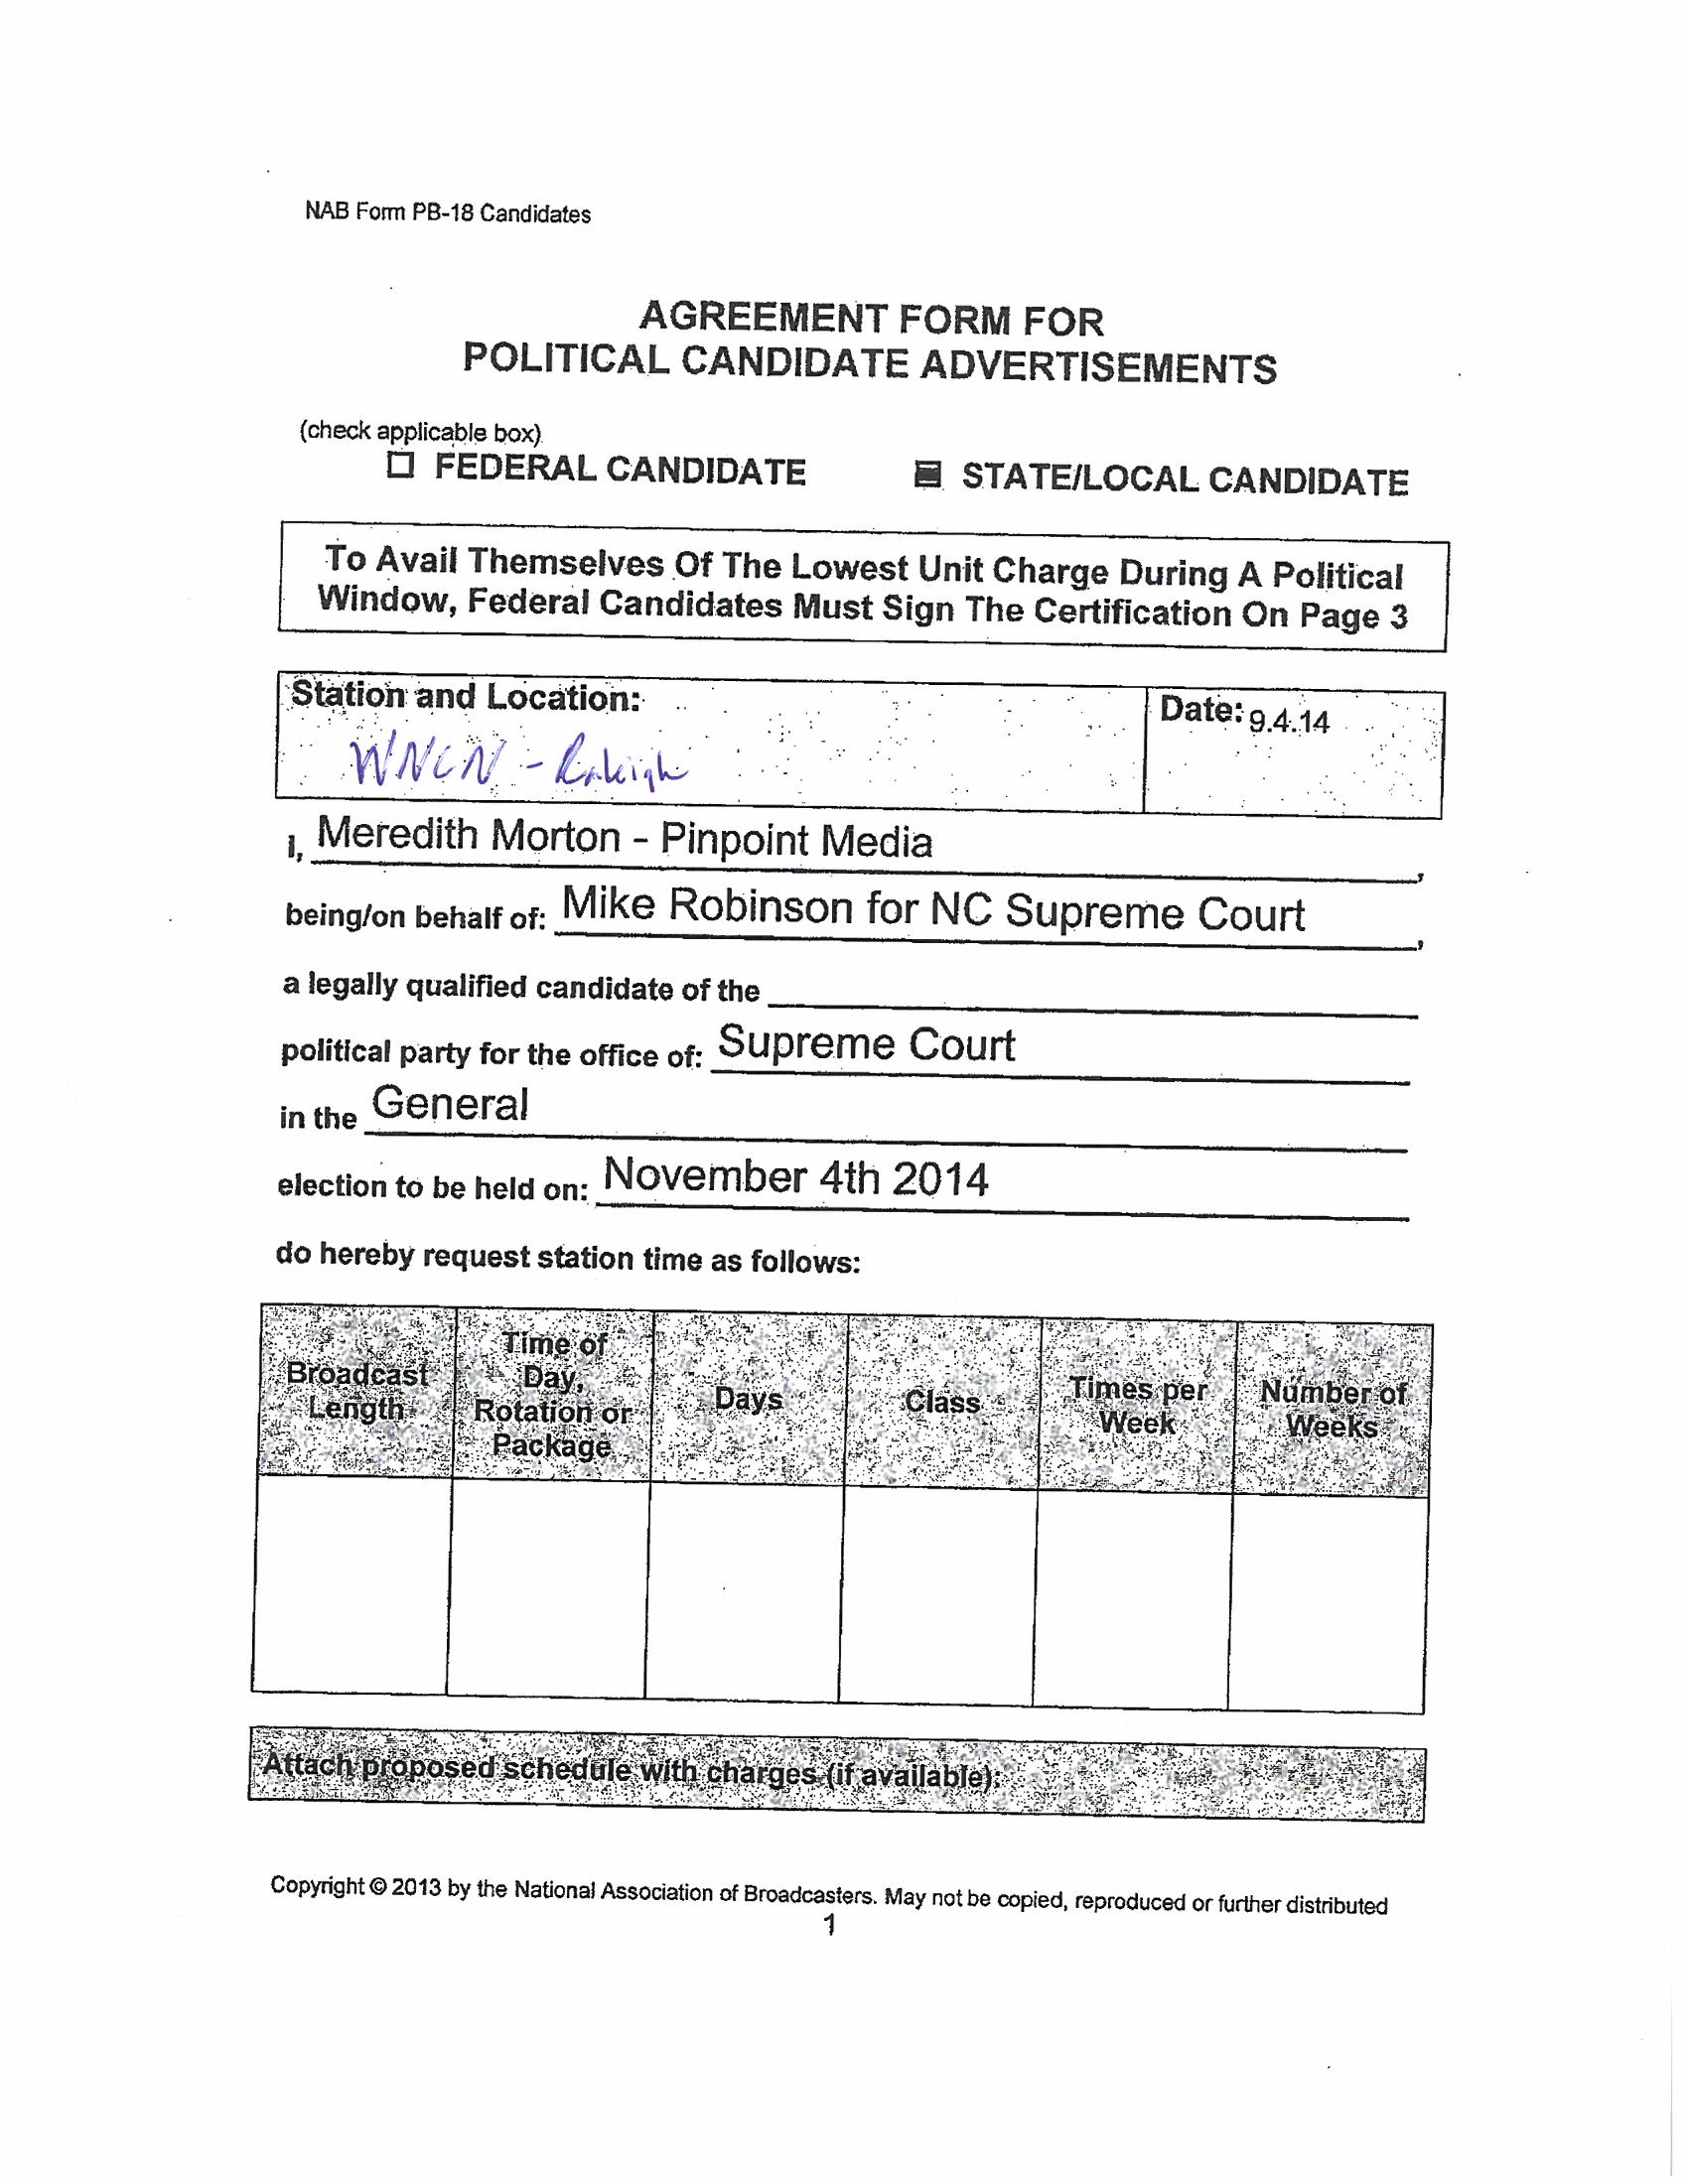 NAB Form PB-18 Candidates
AGREEMENT FORM FOR
POLITICAL CANDIDATE ADVERTISEMENTS
(check applicable box)
☐ FEDERAL CANDIDATE ☒ STATE/LOCAL CANDIDATE
To Avail Themselves Of The Lowest Unit Charge During A Political
Window, Federal Candidates Must Sign The Certification On Page 3
Station and Location: Date: 9.4.14
WNCN - Raleigh
I, Meredith Morton - Pinpoint Media,
being/on behalf of: Mike Robinson for NC Supreme Court,
a legally qualified candidate of the
political party for the office of: Supreme Court
in the General
election to be held on: November 4th 2014
do hereby request station time as follows:
Broadcast Length
Time of Day, Rotation or Package
Days
Class
Times per Week
Number of Weeks
Attach proposed schedule with charges (if available):
Copyright © 2013 by the National Association of Broadcasters. May not be copied, reproduced or further distributed
1